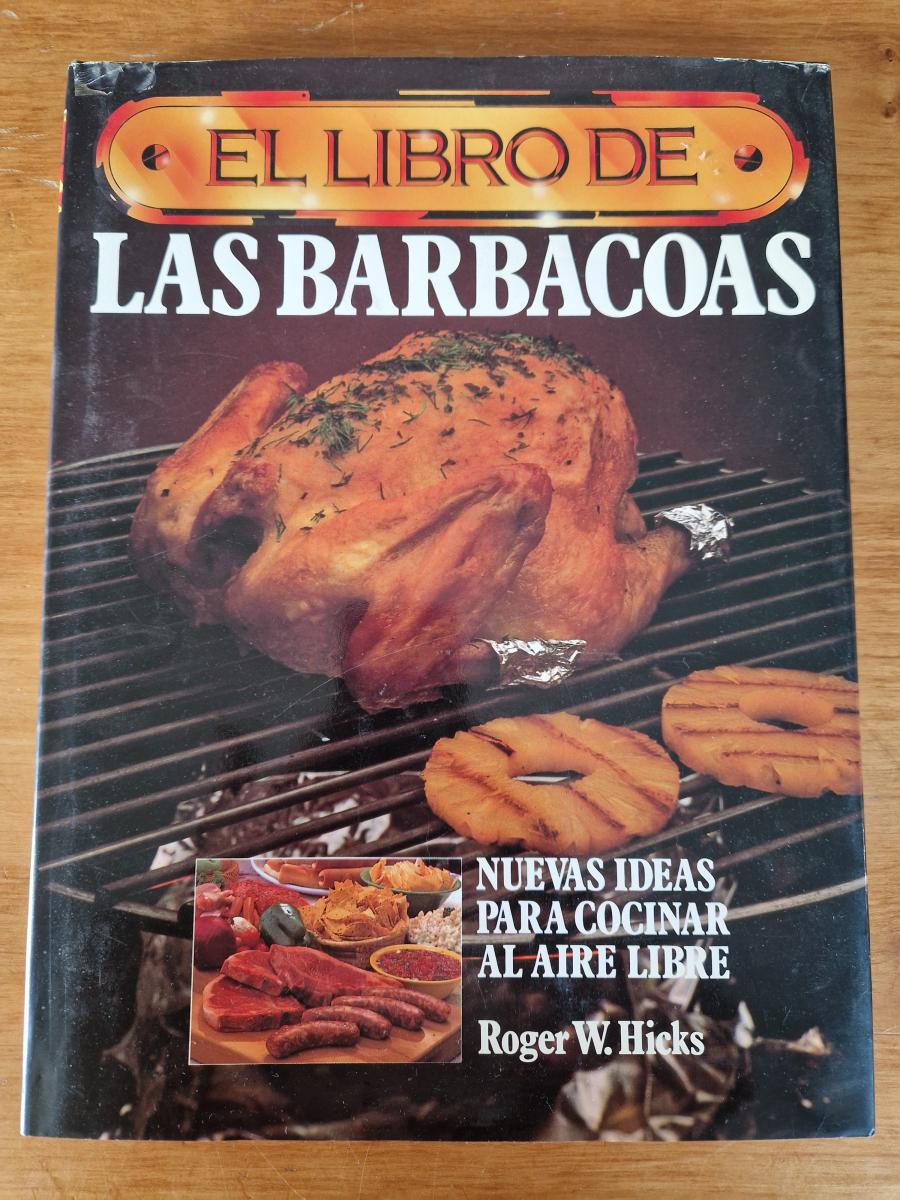 EL LIBRO DE
LAS BARBACOAS
NUEVAS IDEAS
PARA COCINAR
AL AIRE LIBRE
Roger W. Hicks